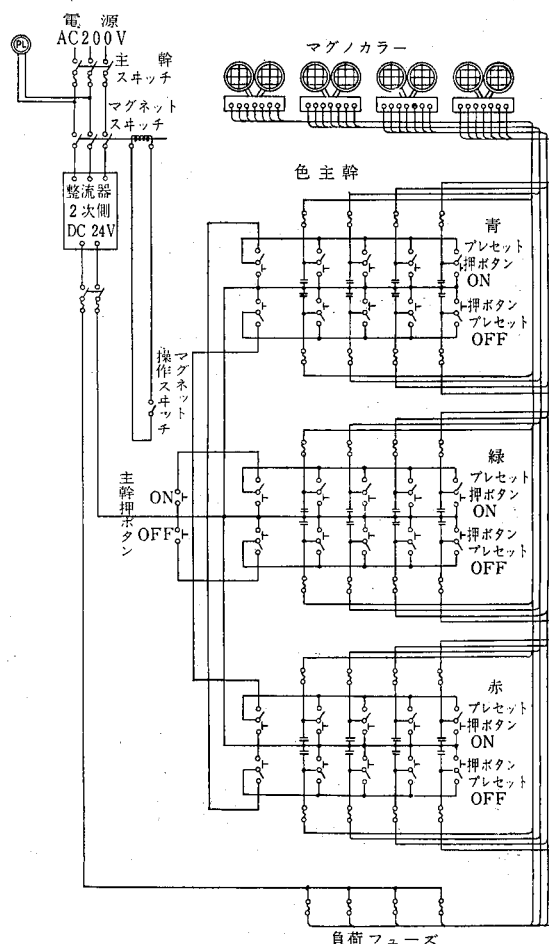 電源
AC200V
PL
主幹
スヰッチ
マグネット
スヰッチ
整流器
2次側
DC 24V
マグノカラー
色主幹
青
プレセット
押ボタン
ON
押ボタン
プレセット
OFF
マグネット
操作スヰッチ
主幹押ボタン
ON
OFF
緑
プレセット
押ボタン
ON
押ボタン
プレセット
OFF
赤
プレセット
押ボタン
ON
押ボタン
プレセット
OFF
負荷フューズ